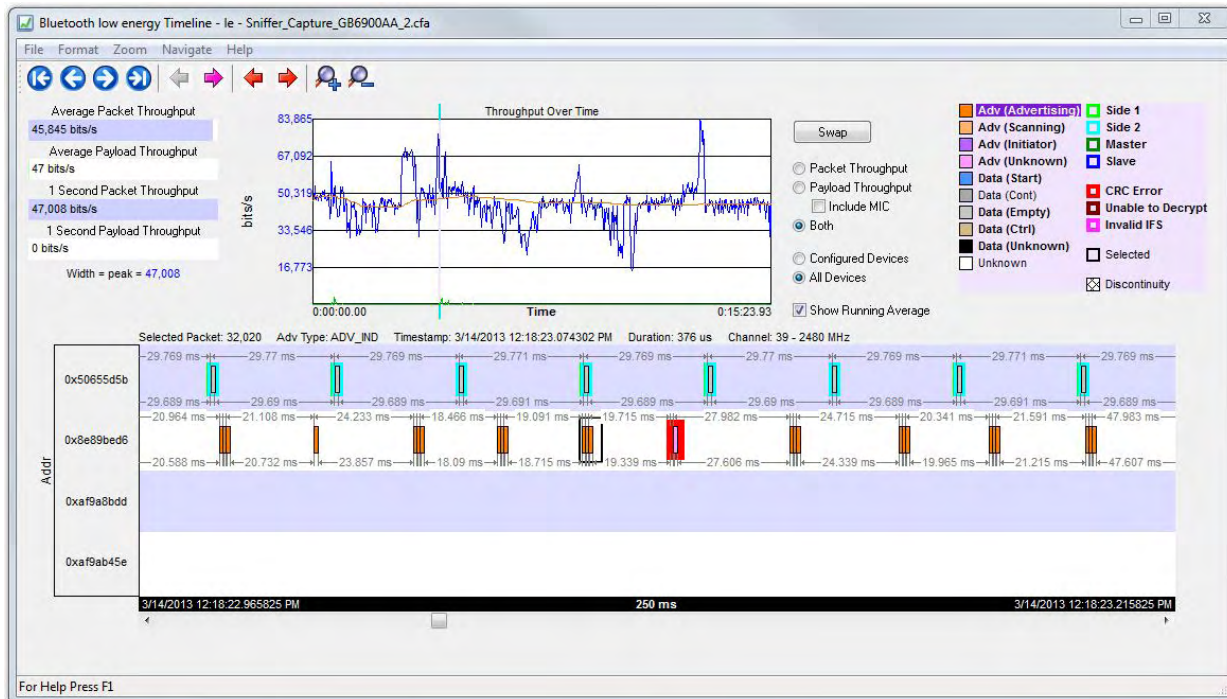 Bluetooth low energy Timeline - le - Sniffer_Capture_GB6900AA_2.cfa
File Format Zoom Navigate Help
Average Packet Throughput
45,845 bits/s
Average Payload Throughput
47 bits/s
1 Second Packet Throughput
47,008 bits/s
1 Second Payload Throughput
0 bits/s
Width = peak = 47,008
Throughput Over Time
bits/s
83,865
67,092
50,319
33,546
16,773
0:00:00.00 Time 0:15:23.93
Swap
Packet Throughput
Payload Throughput
Include MIC
Both
Configured Devices
All Devices
Show Running Average
Adv (Advertising)
Adv (Scanning)
Adv (Initiator)
Adv (Unknown)
Data (Start)
Data (Cont)
Data (Empty)
Data (Ctrl)
Data (Unknown)
Unknown
Side 1
Side 2
Master
Slave
CRC Error
Unable to Decrypt
Invalid IFS
Selected
Discontinuity
Selected Packet: 32,020 Adv Type: ADV_IND Timestamp: 3/14/2013 12:18:23.074302 PM Duration: 376 us Channel: 39 - 2480 MHz
Addr
29.769 ms 29.77 ms 29.769 ms 29.771 ms 29.769 ms 29.77 ms 29.769 ms 29.771 ms 29.769 ms
0x50655d5b
29.689 ms 29.69 ms 29.689 ms 29.691 ms 29.689 ms 29.69 ms 29.689 ms 29.691 ms 29.689 ms
20.964 ms 21.108 ms 24.233 ms 18.466 ms 19.091 ms 19.715 ms 27.982 ms 24.715 ms 20.341 ms 21.591 ms 47.983 ms
0x8e89bed6
20.588 ms 20.732 ms 23.857 ms 18.09 ms 18.715 ms 19.339 ms 27.606 ms 24.339 ms 19.965 ms 21.215 ms 47.607 ms
0xaf9a8bdd
0xaf9ab45e
3/14/2013 12:18:22.965825 PM 250 ms 3/14/2013 12:18:23.215825 PM
For Help Press F1